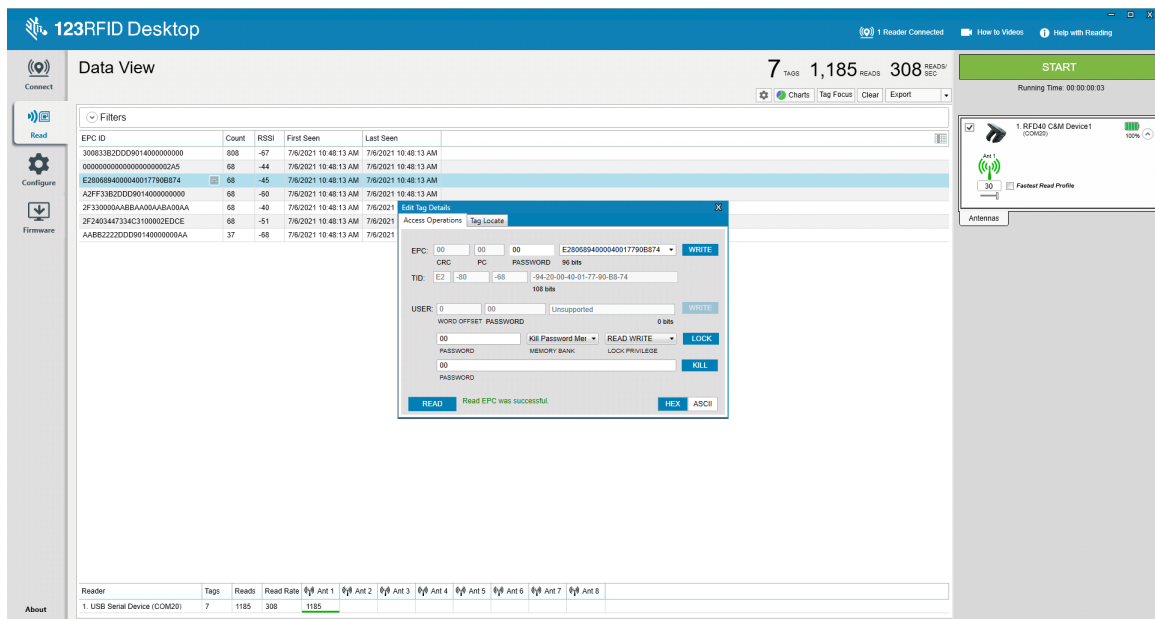 123RFID Desktop
1 Reader Connected How to Videos Help with Reading
Connect
Read
Configure
Firmware
About
Data View
7 TAGS 1,185 READS 308 READS/SEC
Charts Tag Focus Clear Export
Filters
EPC ID Count RSSI First Seen Last Seen
300833B2DDD9014000000000 808 -67 7/6/2021 10:48:13 AM 7/6/2021 10:48:13 AM
0000000000000000000002A5 68 -44 7/6/2021 10:48:13 AM 7/6/2021 10:48:13 AM
E2806894000040017790B874 68 -45 7/6/2021 10:48:13 AM 7/6/2021 10:48:13 AM
A2FF33B2DDD9014000000000 68 -60 7/6/2021 10:48:13 AM 7/6/2021 10:48:13 AM
2F330000AABBAA00AABA00AA 68 -40 7/6/2021 10:48:13 AM 7/6/2021
2F2403447334C3100002EDCE 68 -51 7/6/2021 10:48:13 AM 7/6/2021
AABB2222DDD90140000000AA 37 -68 7/6/2021 10:48:13 AM 7/6/2021
Edit Tag Details X
Access Operations Tag Locate
EPC: 00 00 00 E2806894000040017790B874 WRITE
CRC PC PASSWORD 96 bits
TID: E2 -80 -68 -94-20-00-40-01-77-90-B8-74
108 bits
USER: 0 00 Unsupported WRITE
WORD OFFSET PASSWORD 0 bits
00 Kill Password Mer READ WRITE LOCK
PASSWORD MEMORY BANK LOCK PRIVILEGE
00 KILL
PASSWORD
READ Read EPC was successful. HEX ASCII
Reader Tags Reads Read Rate Ant 1 Ant 2 Ant 3 Ant 4 Ant 5 Ant 6 Ant 7 Ant 8
1. USB Serial Device (COM20) 7 1185 308 1185
START
Running Time: 00:00:00:03
1. RFD40 C&M Device1
(COM20)
100%
Ant 1
30 Fastest Read Profile
Antennas